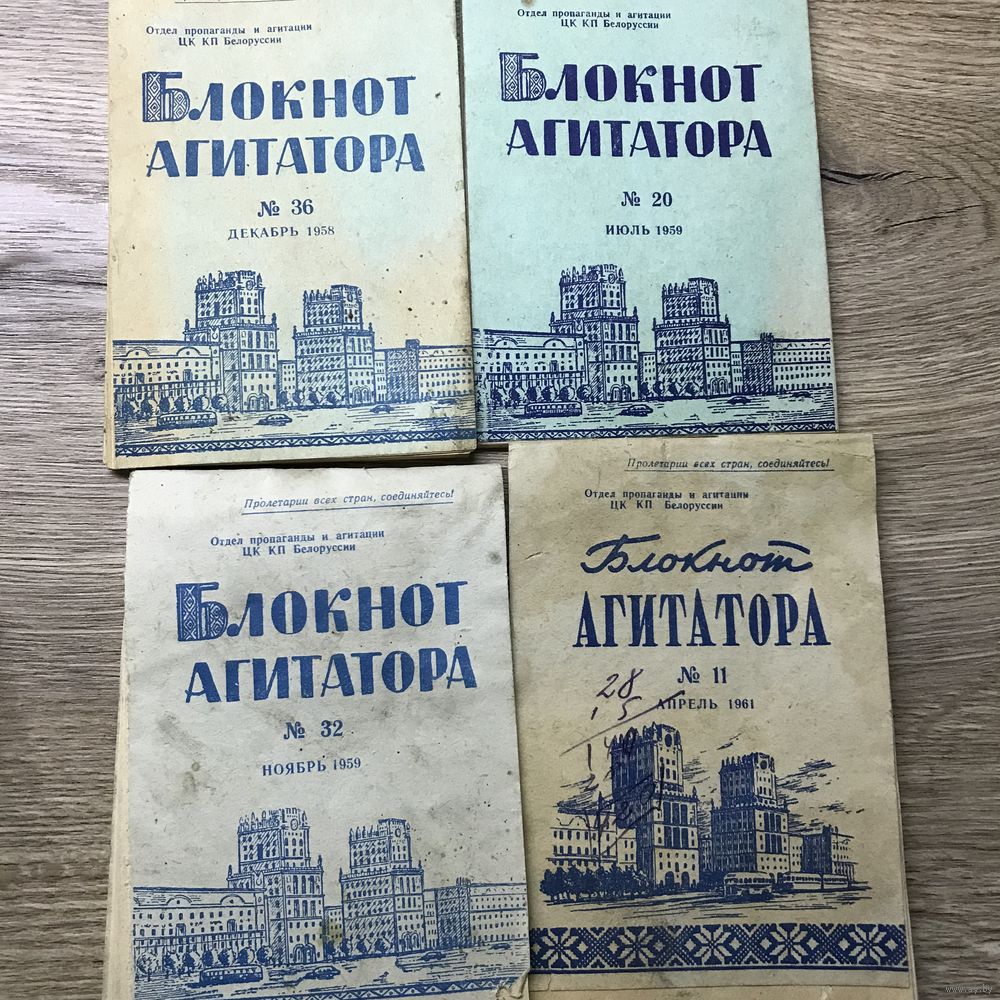 Отдел пропаганды и агитации
ЦК КП Белоруссии
БЛОКНОТ
АГИТАТОРА
№ 36
ДЕКАБРЬ 1958
Отдел пропаганды и агитации
ЦК КП Белоруссии
БЛОКНОТ
АГИТАТОРА
№ 20
ИЮЛЬ 1959
Пролетарии всех стран, соединяйтесь!
Отдел пропаганды и агитации
ЦК КП Белоруссии
БЛОКНОТ
АГИТАТОРА
№ 32
НОЯБРЬ 1959
Пролетарии всех стран, соединяйтесь!
Отдел пропаганды и агитации
ЦК КП Белоруссии
Блокнот
АГИТАТОРА
№ 11
28
АПРЕЛЬ 1961
www.ay.by